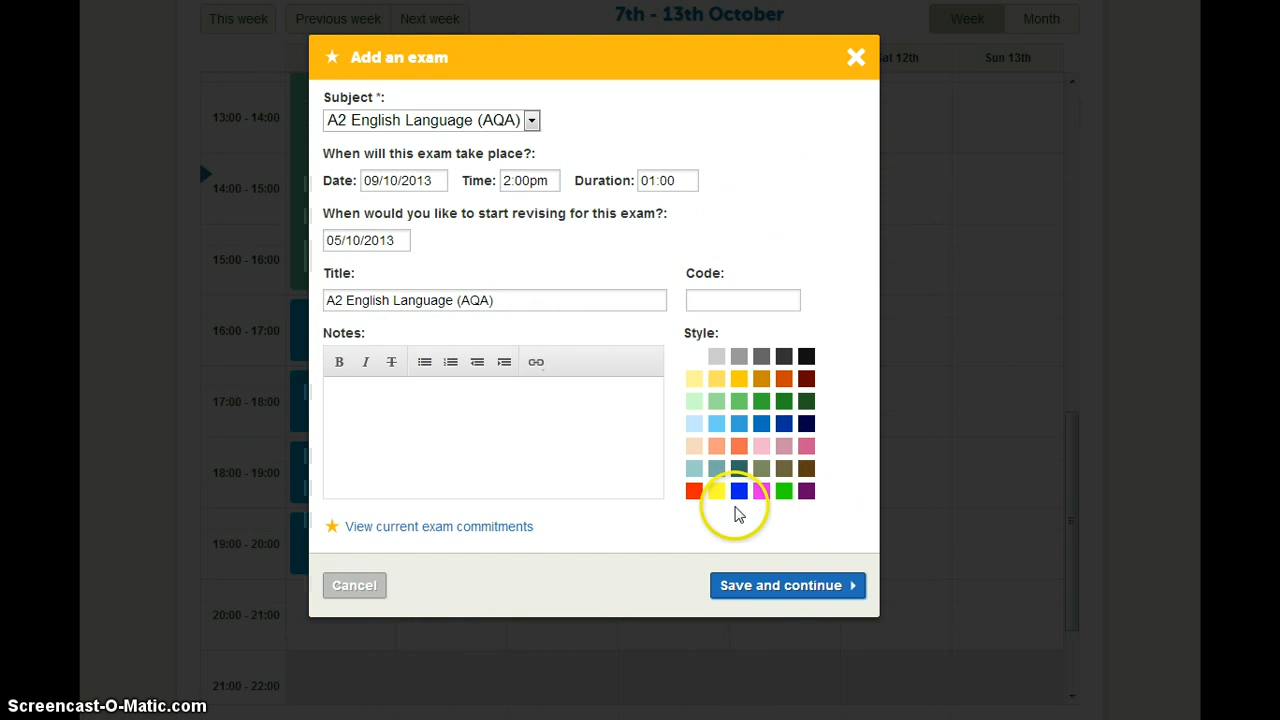 This week Previous week Next week 7th - 13th October Week Month
Add an exam
Sat 12th Sun 13th
Subject *:
A2 English Language (AQA)
When will this exam take place?:
Date: 09/10/2013 Time: 2:00pm Duration: 01:00
When would you like to start revising for this exam?:
05/10/2013
Title: Code:
A2 English Language (AQA)
Notes: Style:
B I T
View current exam commitments
Cancel Save and continue
13:00 - 14:00
14:00 - 15:00
15:00 - 16:00
16:00 - 17:00
17:00 - 18:00
18:00 - 19:00
19:00 - 20:00
20:00 - 21:00
21:00 - 22:00
Screencast-O-Matic.com